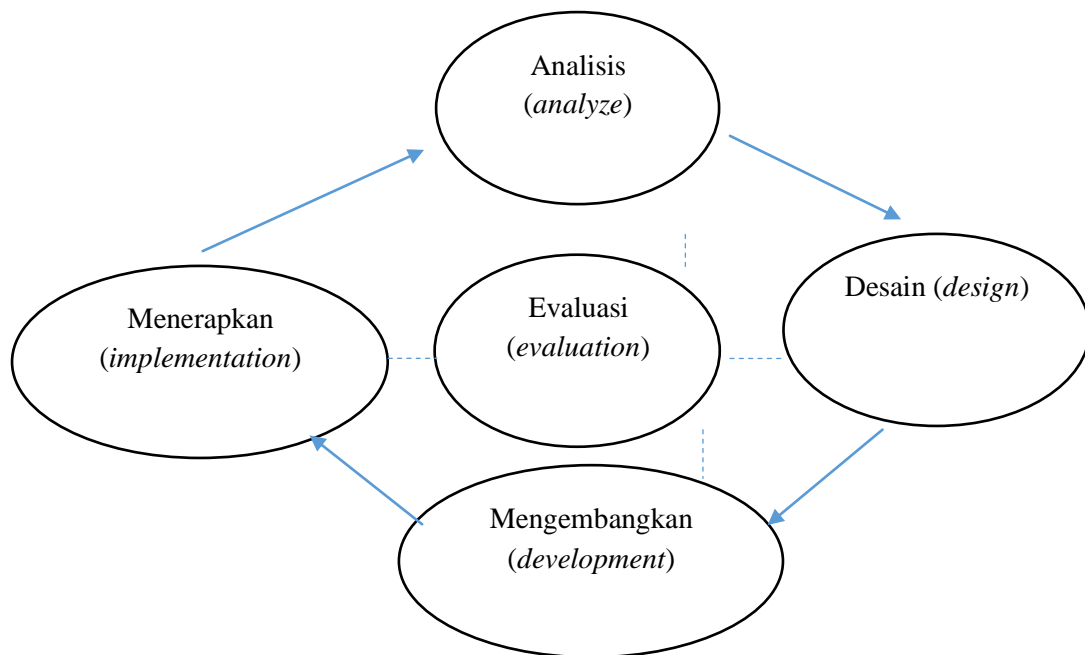 Analisis
(analyze)
Desain (design)
Evaluasi
(evaluation)
Menerapkan
(implementation)
Mengembangkan
(development)